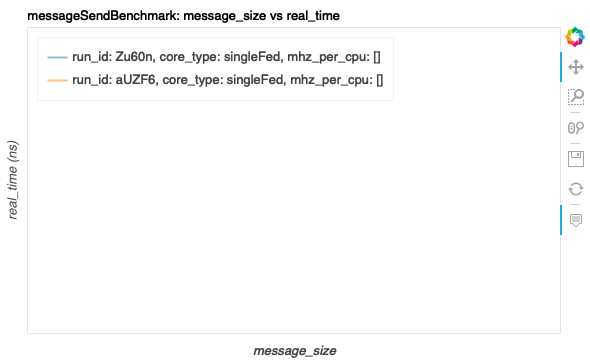 messageSendBenchmark: message_size vs real_time
run_id: Zu60n, core_type: singleFed, mhz_per_cpu: []
run_id: aUZF6, core_type: singleFed, mhz_per_cpu: []
real_time (ns)
message_size